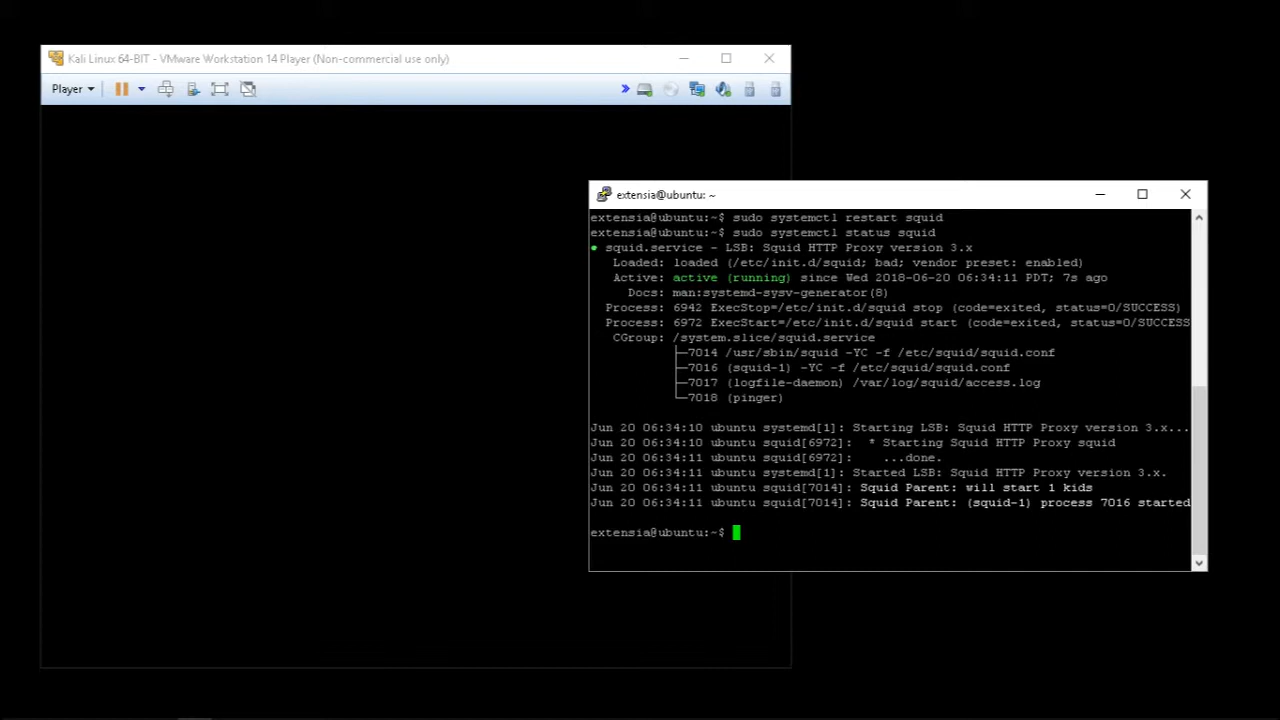 Kali Linux 64-BIT - VMware Workstation 14 Player (Non-commercial use only)
Player
extensia@ubuntu: ~
extensia@ubuntu:~$ sudo systemctl restart squid
extensia@ubuntu:~$ sudo systemctl status squid
● squid.service - LSB: Squid HTTP Proxy version 3.x
Loaded: loaded (/etc/init.d/squid; bad; vendor preset: enabled)
Active: active (running) since Wed 2018-06-20 06:34:11 PDT; 7s ago
Docs: man:systemd-sysv-generator(8)
Process: 6942 ExecStop=/etc/init.d/squid stop (code=exited, status=0/SUCCESS)
Process: 6972 ExecStart=/etc/init.d/squid start (code=exited, status=0/SUCCESS
CGroup: /system.slice/squid.service
├─7014 /usr/sbin/squid -YC -f /etc/squid/squid.conf
├─7016 (squid-1) -YC -f /etc/squid/squid.conf
├─7017 (logfile-daemon) /var/log/squid/access.log
└─7018 (pinger)
Jun 20 06:34:10 ubuntu systemd[1]: Starting LSB: Squid HTTP Proxy version 3.x...
Jun 20 06:34:10 ubuntu squid[6972]:  * Starting Squid HTTP Proxy squid
Jun 20 06:34:11 ubuntu squid[6972]:    ...done.
Jun 20 06:34:11 ubuntu systemd[1]: Started LSB: Squid HTTP Proxy version 3.x.
Jun 20 06:34:11 ubuntu squid[7014]: Squid Parent: will start 1 kids
Jun 20 06:34:11 ubuntu squid[7014]: Squid Parent: (squid-1) process 7016 started
extensia@ubuntu:~$